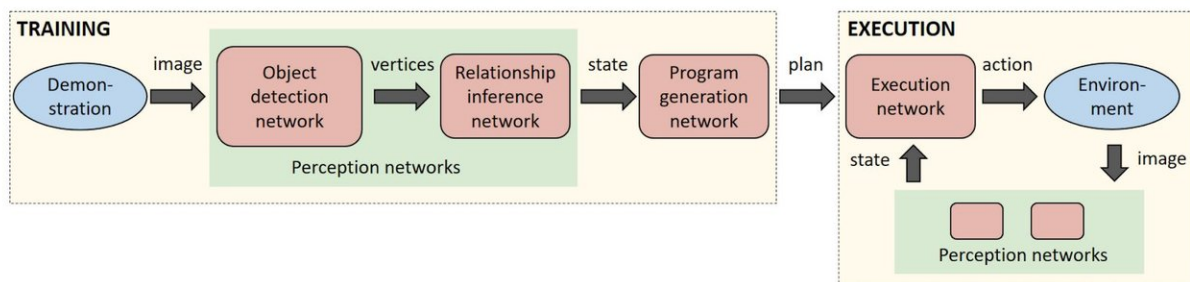 TRAINING
Demon-
stration
image
Object
detection
network
vertices
Relationship
inference
network
Perception networks
state
Program
generation
network
plan
EXECUTION
Execution
network
action
Environ-
ment
image
state
Perception networks